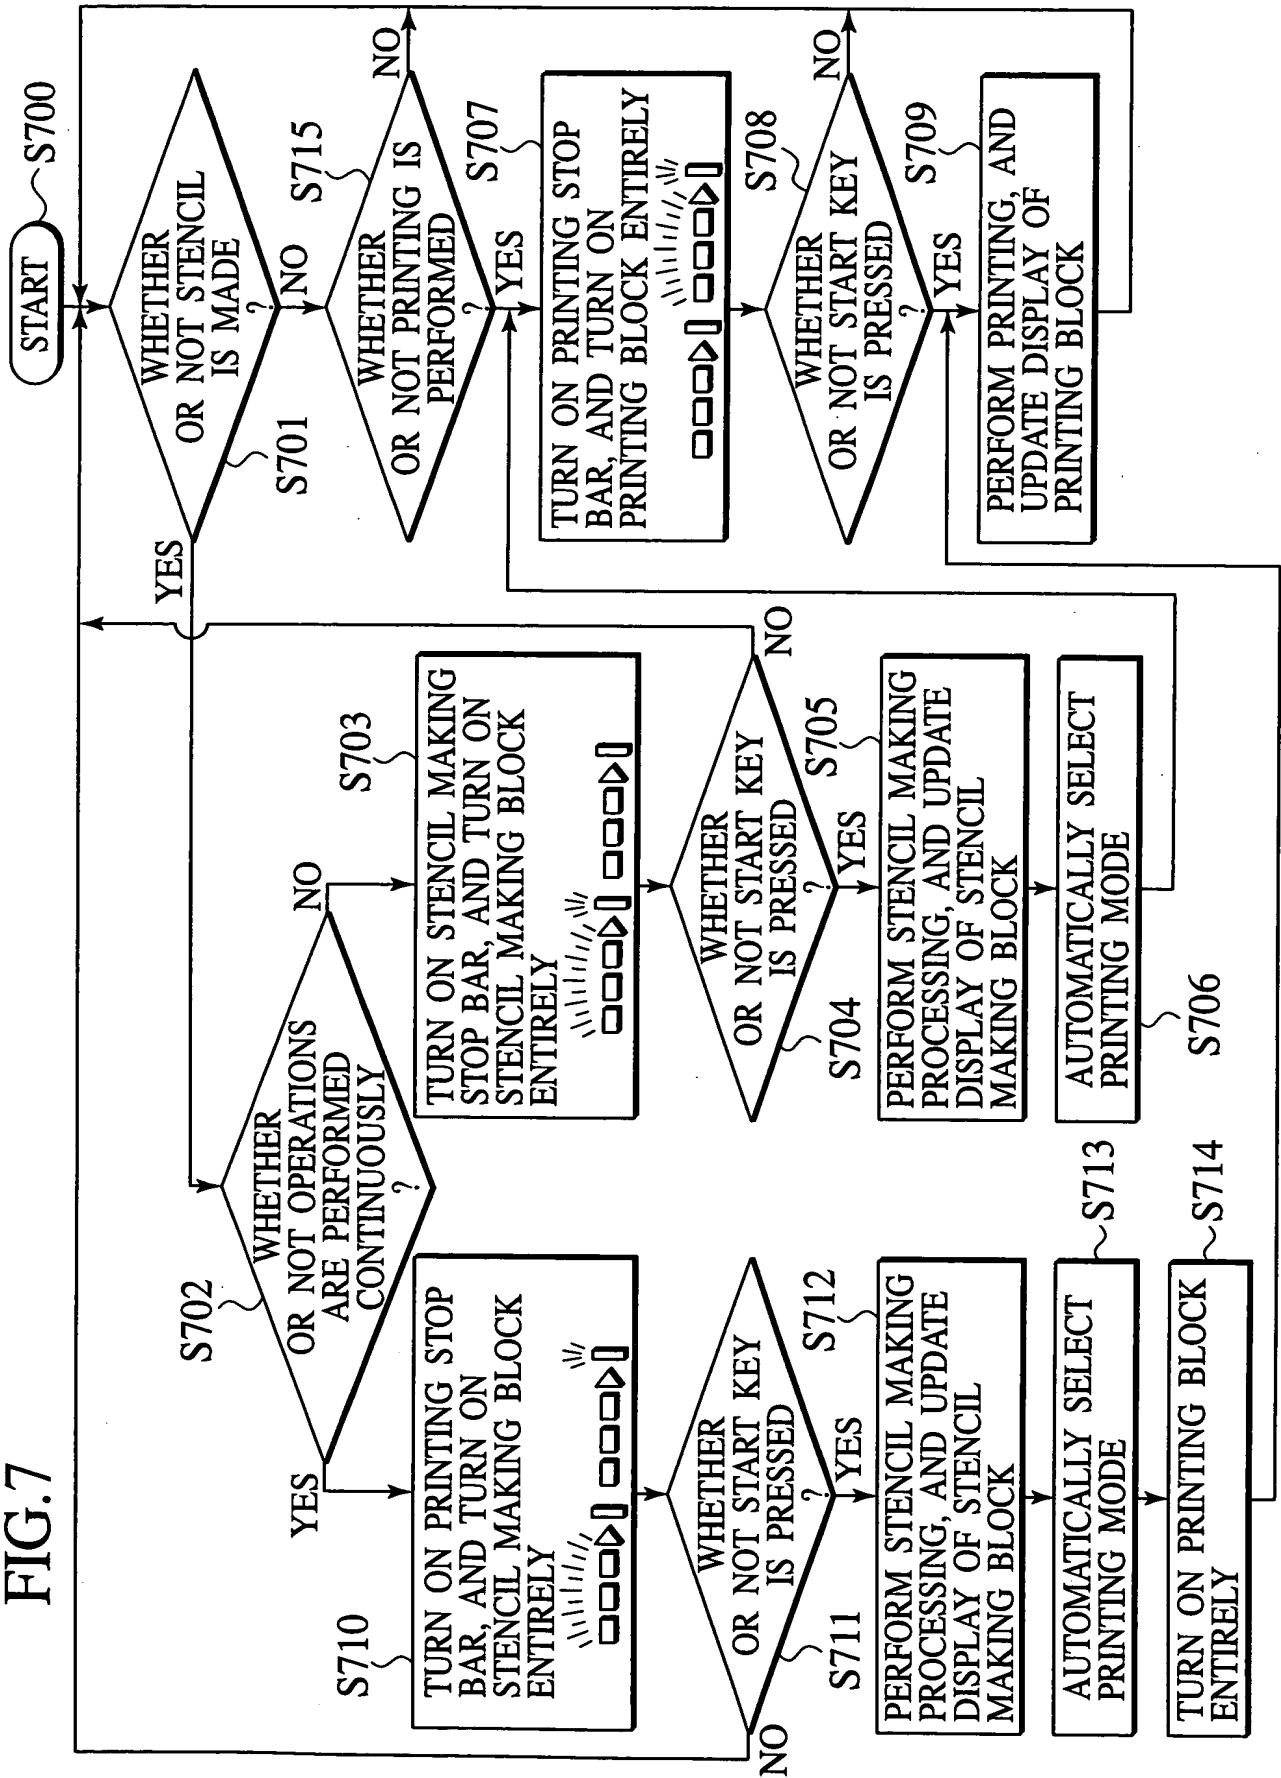 FIG.7
START
S700
WHETHER
OR NOT STENCIL
IS MADE
?
S701
YES
NO
WHETHER
OR NOT PRINTING IS
PERFORMED
?
S715
NO
YES
TURN ON PRINTING STOP
BAR, AND TURN ON
PRINTING BLOCK ENTIRELY
S707
WHETHER
OR NOT START KEY
IS PRESSED
?
S708
NO
YES
PERFORM PRINTING, AND
UPDATE DISPLAY OF
PRINTING BLOCK
S709
WHETHER
OR NOT OPERATIONS
ARE PERFORMED
CONTINUOUSLY
?
S702
NO
YES
TURN ON STENCIL MAKING
STOP BAR, AND TURN ON
STENCIL MAKING BLOCK
ENTIRELY
S703
WHETHER
OR NOT START KEY
IS PRESSED
?
S704
NO
YES
PERFORM STENCIL MAKING
PROCESSING, AND UPDATE
DISPLAY OF STENCIL
MAKING BLOCK
S705
AUTOMATICALLY SELECT
PRINTING MODE
S706
TURN ON PRINTING STOP
BAR, AND TURN ON
STENCIL MAKING BLOCK
ENTIRELY
S710
WHETHER
OR NOT START KEY
IS PRESSED
?
S711
NO
YES
PERFORM STENCIL MAKING
PROCESSING, AND UPDATE
DISPLAY OF STENCIL
MAKING BLOCK
S712
AUTOMATICALLY SELECT
PRINTING MODE
S713
TURN ON PRINTING BLOCK
ENTIRELY
S714